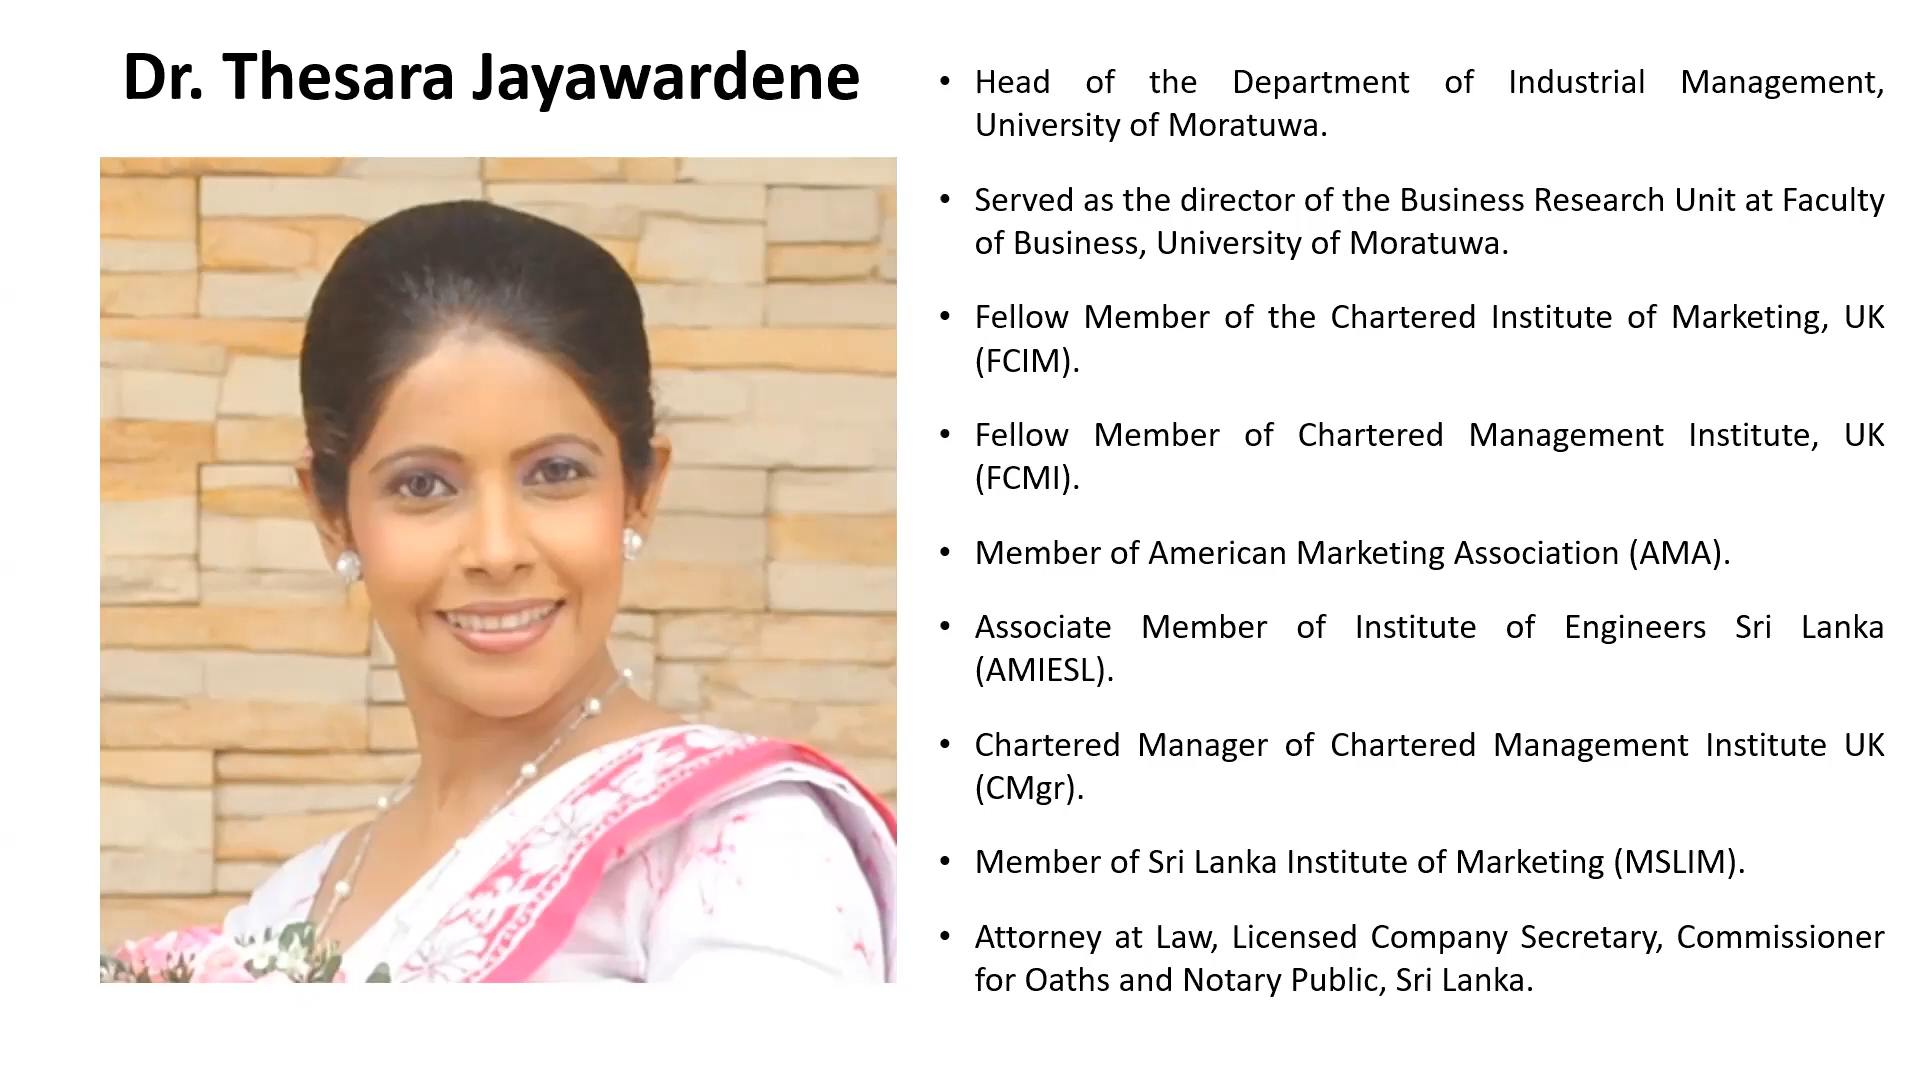 Dr. Thesara Jayawardene
• Head of the Department of Industrial Management,
University of Moratuwa.
• Served as the director of the Business Research Unit at Faculty
of Business, University of Moratuwa.
• Fellow Member of the Chartered Institute of Marketing, UK
(FCIM).
• Fellow Member of Chartered Management Institute, UK
(FCMI).
• Member of American Marketing Association (AMA).
• Associate Member of Institute of Engineers Sri Lanka
(AMIESL).
• Chartered Manager of Chartered Management Institute UK
(CMgr).
• Member of Sri Lanka Institute of Marketing (MSLIM).
• Attorney at Law, Licensed Company Secretary, Commissioner
for Oaths and Notary Public, Sri Lanka.